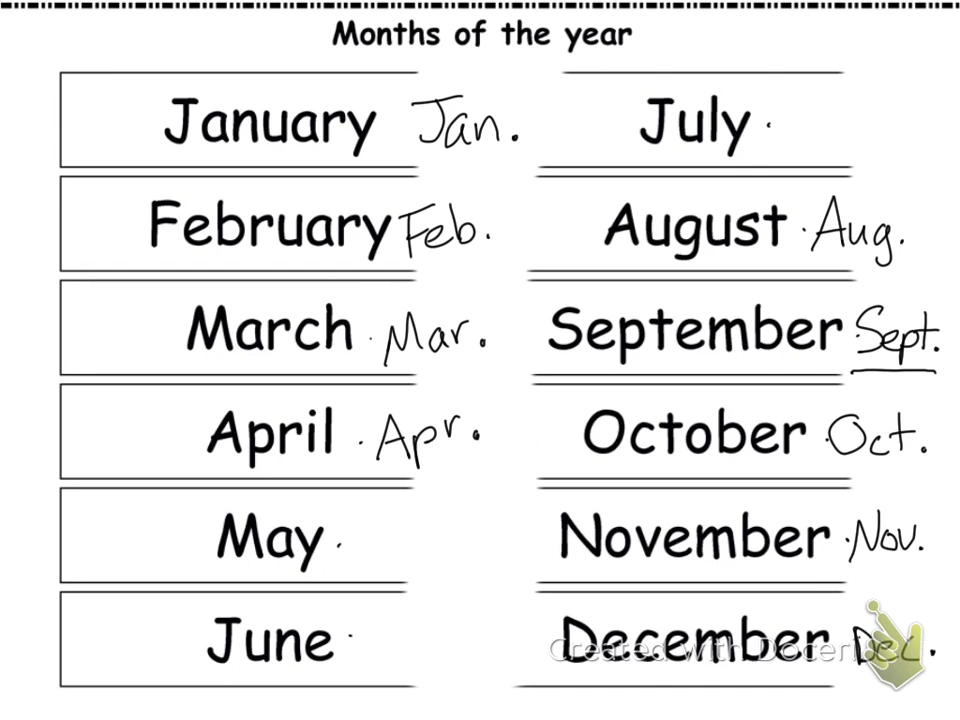 Months of the year
January Jan.
February Feb.
March Mar.
April Apr.
May
June
July
August Aug.
September Sept.
October Oct.
November Nov.
December Dec.
Created with Doceri